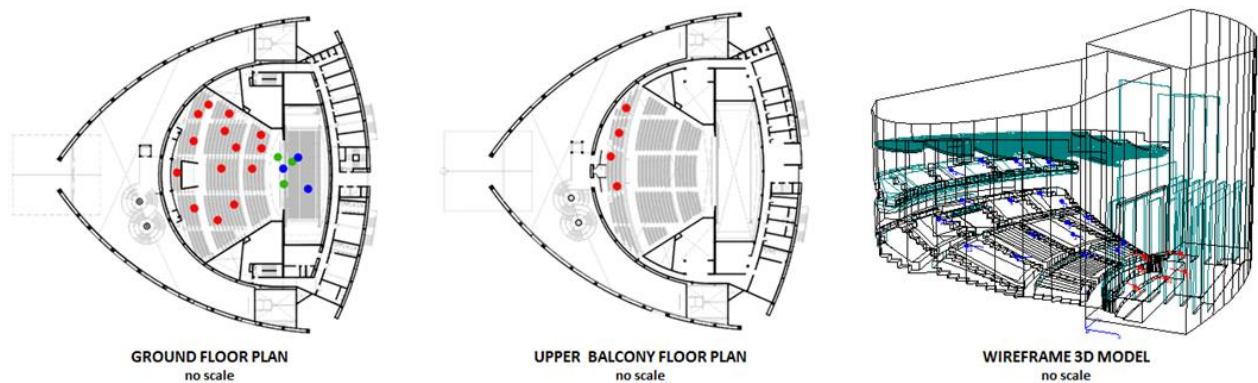 GROUND FLOOR PLAN
no scale
UPPER BALCONY FLOOR PLAN
no scale
WIREFRAME 3D MODEL
no scale